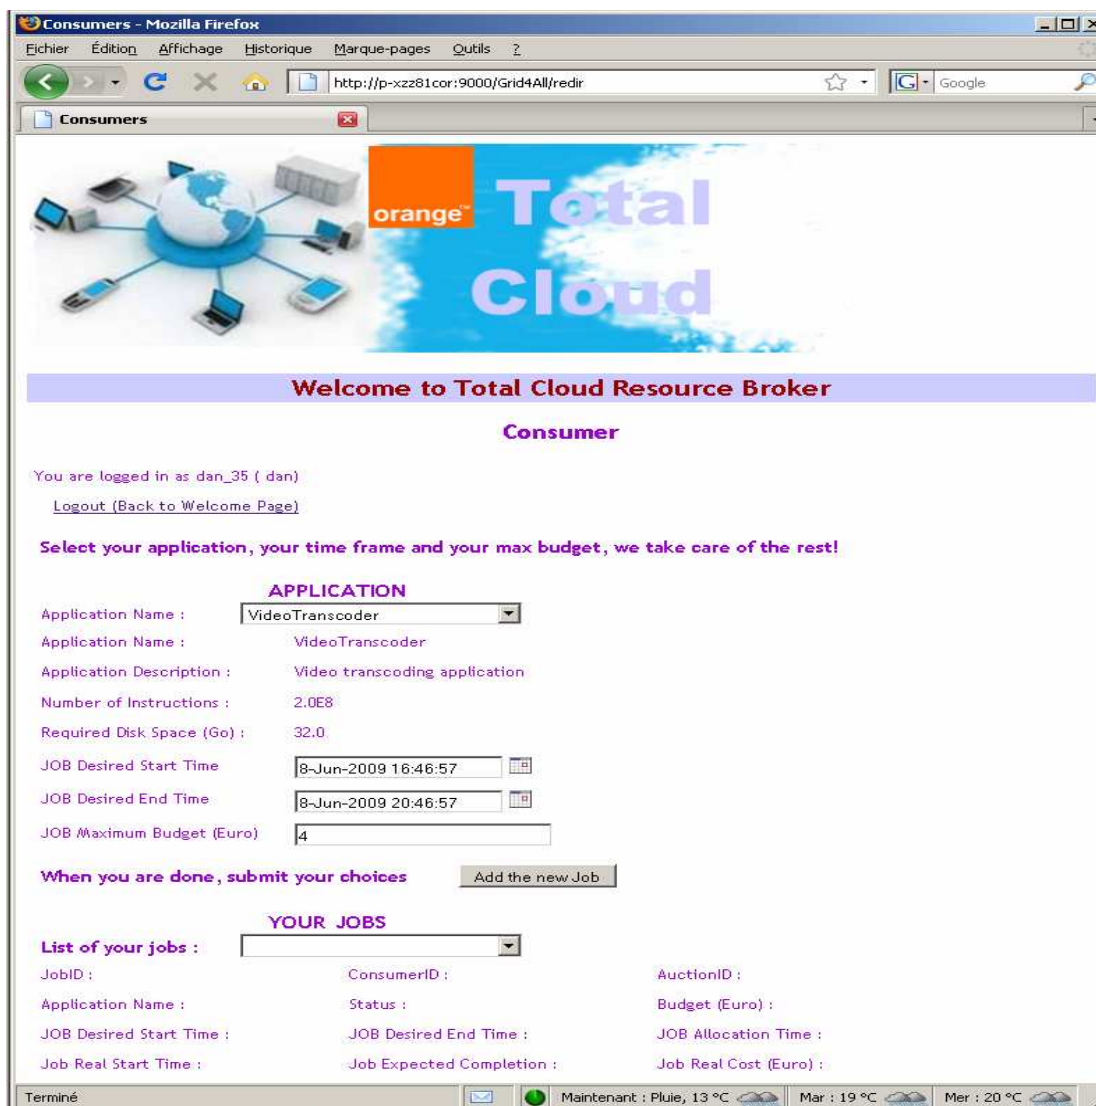 Consumers - Mozilla Firefox
Fichier Édition Affichage Historique Marque-pages Outils ?
http://p-xzz81cor:9000/Grid4All/redir
G Google
Consumers
orange™
Total
Cloud
Welcome to Total Cloud Resource Broker
Consumer
You are logged in as dan_35 ( dan)
Logout (Back to Welcome Page)
Select your application, your time frame and your max budget, we take care of the rest!
APPLICATION
Application Name : VideoTranscoder
Application Name : VideoTranscoder
Application Description : Video transcoding application
Number of Instructions : 2.0E8
Required Disk Space (Go) : 32.0
JOB Desired Start Time 8-Jun-2009 16:46:57
JOB Desired End Time 8-Jun-2009 20:46:57
JOB Maximum Budget (Euro) 4
When you are done, submit your choices Add the new Job
YOUR JOBS
List of your jobs :
JobID : ConsumerID : AuctionID :
Application Name : Status : Budget (Euro) :
JOB Desired Start Time : JOB Desired End Time : JOB Allocation Time :
Job Real Start Time : Job Expected Completion : Job Real Cost (Euro) :
Terminé Maintenant : Pluie, 13 °C Mar : 19 °C Mer : 20 °C